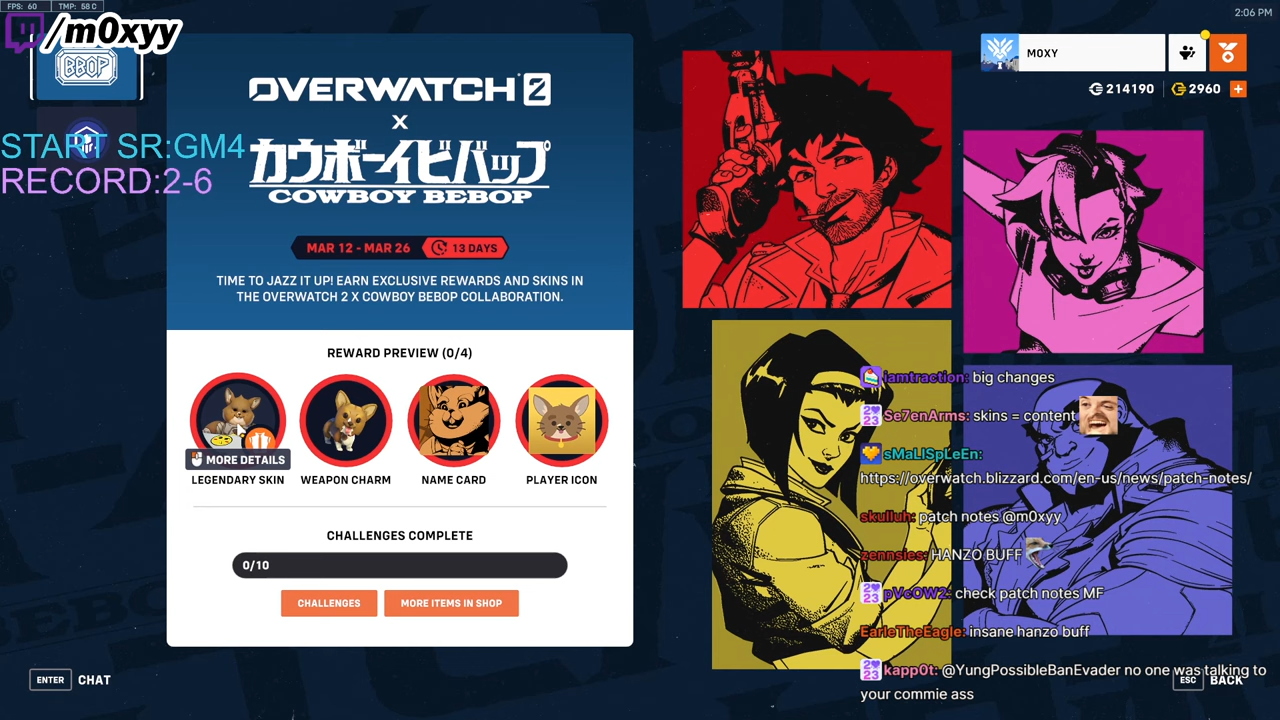 FPS: 60 TMP: 58 C
/m0xyy
BBOP
START SR:GM4
RECORD:2-6
OVERWATCH 2
X
カウボーイビバップ
COWBOY BEBOP
MAR 12 - MAR 26
13 DAYS
TIME TO JAZZ IT UP! EARN EXCLUSIVE REWARDS AND SKINS IN
THE OVERWATCH 2 X COWBOY BEBOP COLLABORATION.
REWARD PREVIEW (0/4)
MORE DETAILS
LEGENDARY SKIN
WEAPON CHARM
NAME CARD
PLAYER ICON
CHALLENGES COMPLETE
0/10
CHALLENGES
MORE ITEMS IN SHOP
ENTER CHAT
2:06 PM
MOXY
214190
2960
iamtraction: big changes
Se7enArms: skins = content
sMaLlSpLeEn:
https://overwatch.blizzard.com/en-us/news/patch-notes/
skulluh: patch notes @m0xyy
zennsies: HANZO BUFF
pVcOW2: check patch notes MF
EarleTheEagle: insane hanzo buff
kapp0t: @YungPossibleBanEvader no one was talking to
your commie ass
ESC BACK